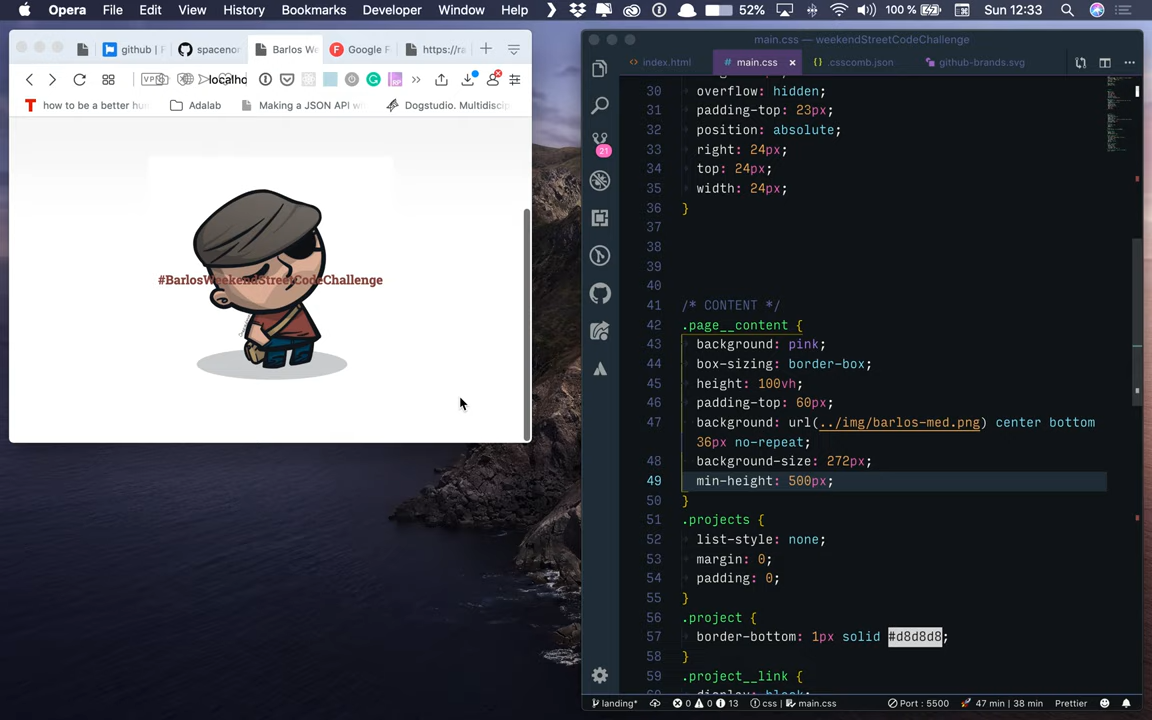 Opera File Edit View History Bookmarks Developer Window Help 52% 100 % Sun 12:33
github | P
spacenor
Barlos We
Google F
https://ra
localho
how to be a better hu
Adalab
Making a JSON API wi
Dogstudio. Multidiscip
#BarlosWeekendStreetCodeChallenge
main.css — weekendStreetCodeChallenge
index.html
main.css
.csscomb.json
github-brands.svg
21
30 overflow: hidden;
31 padding-top: 23px;
32 position: absolute;
33 right: 24px;
34 top: 24px;
35 width: 24px;
36 }
37
38
39
40
41 /* CONTENT */
42 .page__content {
43 background: pink;
44 box-sizing: border-box;
45 height: 100vh;
46 padding-top: 60px;
47 background: url(../img/barlos-med.png) center bottom
36px no-repeat;
48 background-size: 272px;
49 min-height: 500px;
50 }
51 .projects {
52 list-style: none;
53 margin: 0;
54 padding: 0;
55 }
56 .project {
57 border-bottom: 1px solid #d8d8d8;
58 }
59 .project__link {
60 display: block;
landing* 0 0 13 css main.css Port : 5500 47 min | 38 min Prettier